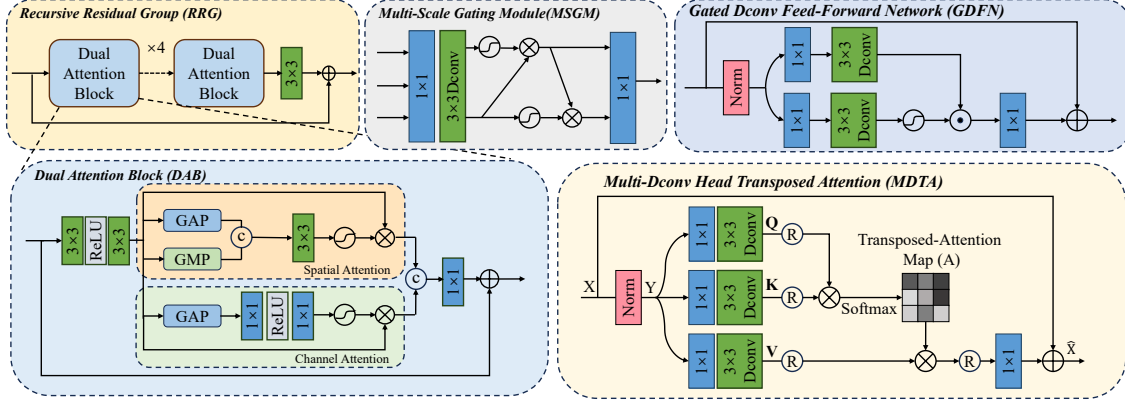 Recursive Residual Group (RRG)
Dual
Attention
Block
×4
Dual
Attention
Block
3×3
Multi-Scale Gating Module(MSGM)
1×1
3×3Dconv
1×1
Gated Dconv Feed-Forward Network (GDFN)
Norm
1×1
3×3
Dconv
1×1
3×3
Dconv
1×1
Dual Attention Block (DAB)
3×3
ReLU
3×3
GAP
GMP
C
3×3
Spatial Attention
GAP
1×1
ReLU
1×1
Channel Attention
C
1×1
Multi-Dconv Head Transposed Attention (MDTA)
X
Norm
Y
1×1
3×3
Dconv
Q
R
1×1
3×3
Dconv
K
R
1×1
3×3
Dconv
V
R
Transposed-Attention
Map (A)
Softmax
R
1×1
X̂